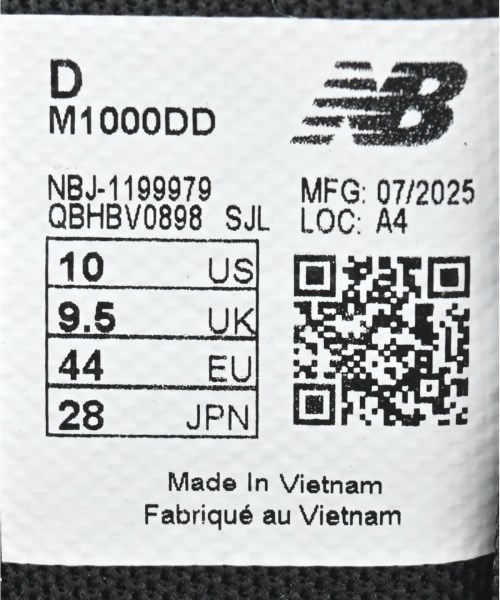 D
M1000DD
NB
NBJ-1199979
QBHBV0898 SJL
MFG: 07/2025
LOC: A4
10 US
9.5 UK
44 EU
28 JPN
Made In Vietnam
Fabriqué au Vietnam